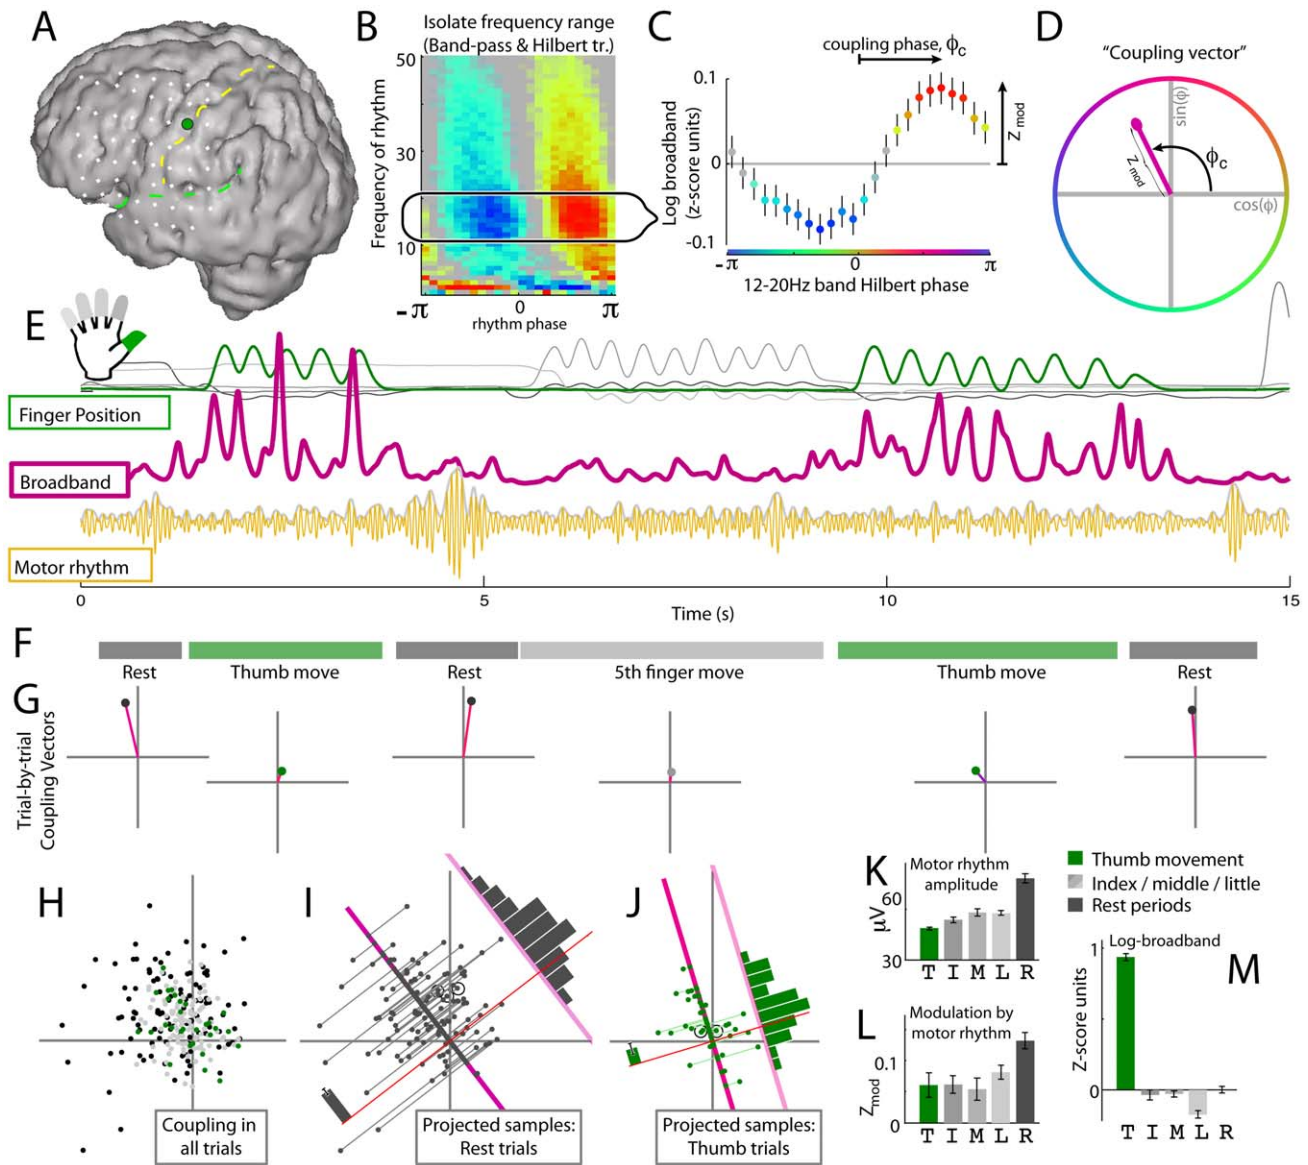 A
B
Isolate frequency range
(Band-pass & Hilbert tr.)
Frequency of rhythm
50
30
10
-π
0
π
rhythm phase
C
coupling phase, ϕc
Log broadband
(z-score units)
0.1
0
-0.1
Zmod
-π
0
π
12-20Hz band Hilbert phase
D
"Coupling vector"
sin(ϕ)
ϕc
Zmod
cos(ϕ)
E
Finger Position
Broadband
Motor rhythm
0
5
10
15
Time (s)
F
Rest
Thumb move
Rest
5th finger move
Thumb move
Rest
G
Trial-by-trial
Coupling Vectors
H
Coupling in
all trials
I
Projected samples:
Rest trials
J
Projected samples:
Thumb trials
K
Motor rhythm
amplitude
μV
60
30
T I M L R
Thumb movement
Index / middle / little
Rest periods
L
Modulation by
motor rhythm
Zmod
0.1
0
T I M L R
M
Log-broadband
Z-score units
1
0
T I M L R